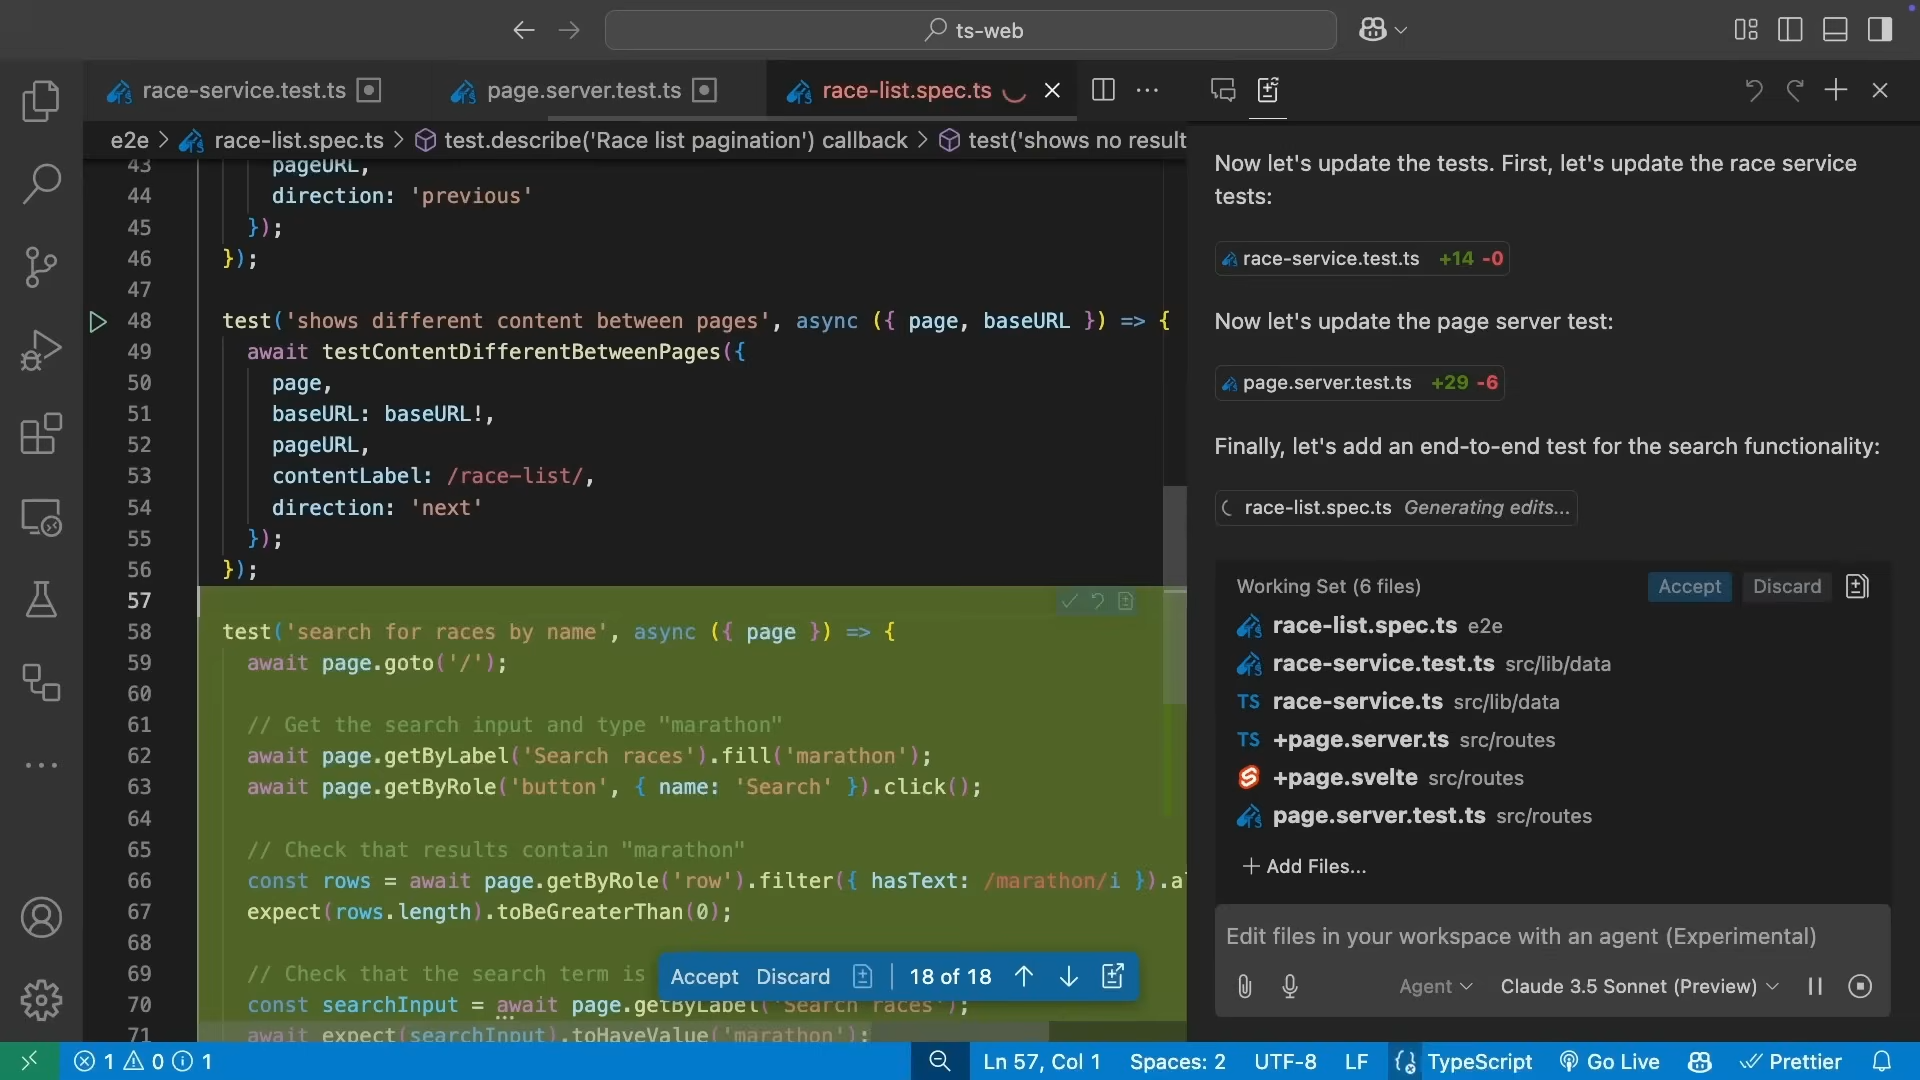 ts-web
race-service.test.ts
page.server.test.ts
race-list.spec.ts
e2e > race-list.spec.ts > test.describe('Race list pagination') callback > test('shows no result
43 pageURL,
44 direction: 'previous'
45 });
46 });
47
48 test('shows different content between pages', async ({ page, baseURL }) => {
49 await testContentDifferentBetweenPages({
50 page,
51 baseURL: baseURL!,
52 pageURL,
53 contentLabel: /race-list/,
54 direction: 'next'
55 });
56 });
57
58 test('search for races by name', async ({ page }) => {
59 await page.goto('/');
60
61 // Get the search input and type "marathon"
62 await page.getByLabel('Search races').fill('marathon');
63 await page.getByRole('button', { name: 'Search' }).click();
64
65 // Check that results contain "marathon"
66 const rows = await page.getByRole('row').filter({ hasText: /marathon/i }).a
67 expect(rows.length).toBeGreaterThan(0);
68
69 // Check that the search term is
70 const searchInput = await page.getByLabel('Search races');
71 await expect(searchInput).toHaveValue('marathon');
Accept Discard 18 of 18
Now let's update the tests. First, let's update the race service
tests:
race-service.test.ts +14 -0
Now let's update the page server test:
page.server.test.ts +29 -6
Finally, let's add an end-to-end test for the search functionality:
race-list.spec.ts Generating edits...
Working Set (6 files) Accept Discard
race-list.spec.ts e2e
race-service.test.ts src/lib/data
TS race-service.ts src/lib/data
TS +page.server.ts src/routes
+page.svelte src/routes
page.server.test.ts src/routes
+ Add Files...
Edit files in your workspace with an agent (Experimental)
Agent Claude 3.5 Sonnet (Preview)
1 0 1 Ln 57, Col 1 Spaces: 2 UTF-8 LF TypeScript Go Live Prettier